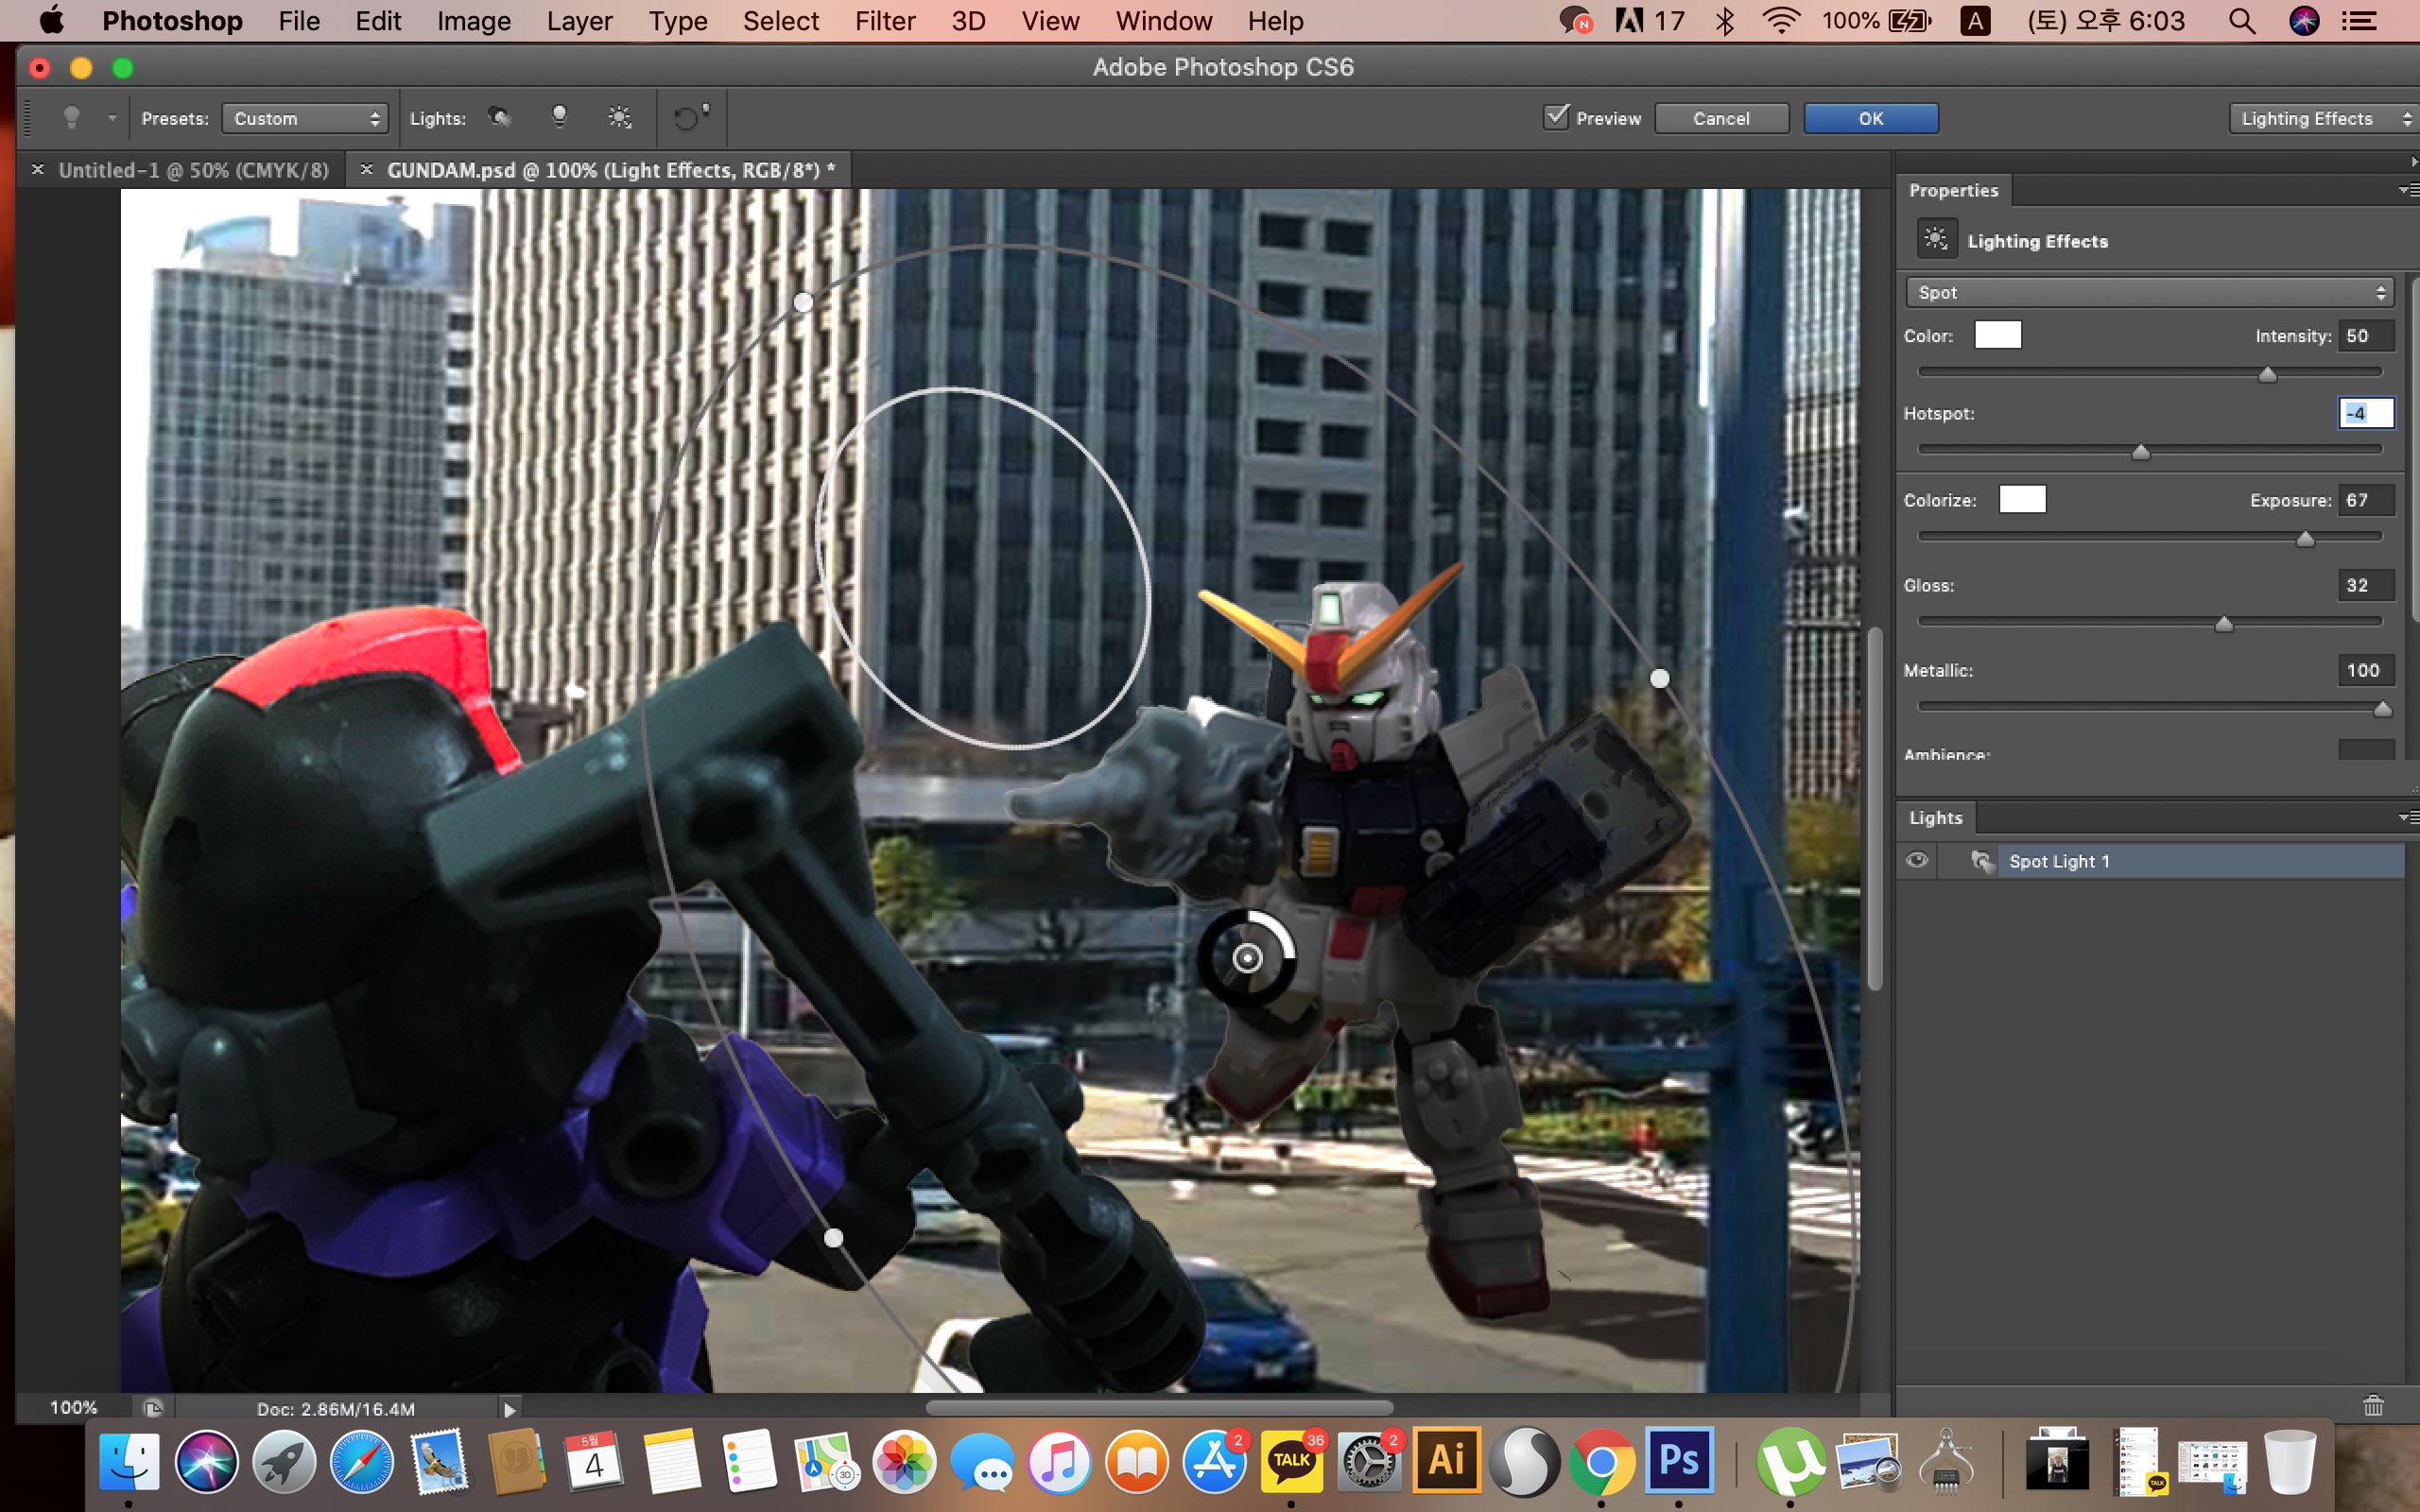 Photoshop File Edit Image Layer Type Select Filter 3D View Window Help N 17 100% A (토) 오후 6:03
Adobe Photoshop CS6
Presets: Custom Lights: Preview Cancel OK Lighting Effects
× Untitled-1 @ 50% (CMYK/8) × GUNDAM.psd @ 100% (Light Effects, RGB/8*) *
Properties
Lighting Effects
Spot
Color: Intensity: 50
Hotspot: -4
Colorize: Exposure: 67
Gloss: 32
Metallic: 100
Ambience:
Lights
Spot Light 1
100% Doc: 2.86M/16.4M
5월
4
3D
2
TALK
36
2
Ai
Ps
µ
TALK